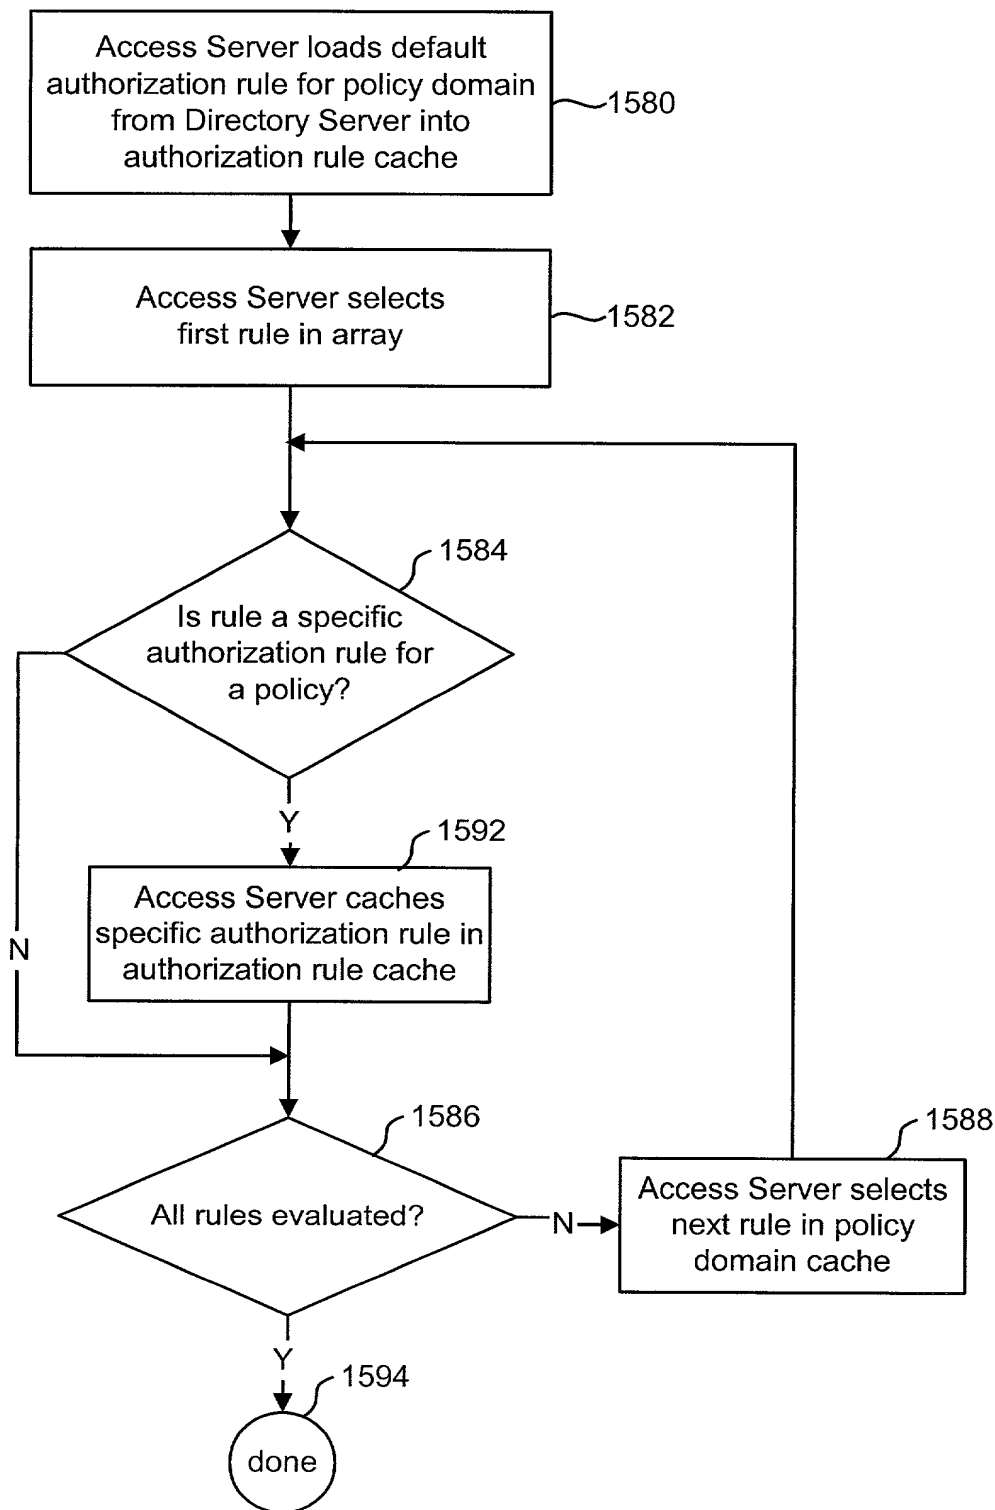 Access Server loads default
authorization rule for policy domain
from Directory Server into
authorization rule cache
1580
Access Server selects
first rule in array
1582
1584
Is rule a specific
authorization rule for
a policy?
Y
1592
Access Server caches
specific authorization rule in
authorization rule cache
N
1586
All rules evaluated?
N
1588
Access Server selects
next rule in policy
domain cache
Y
1594
done